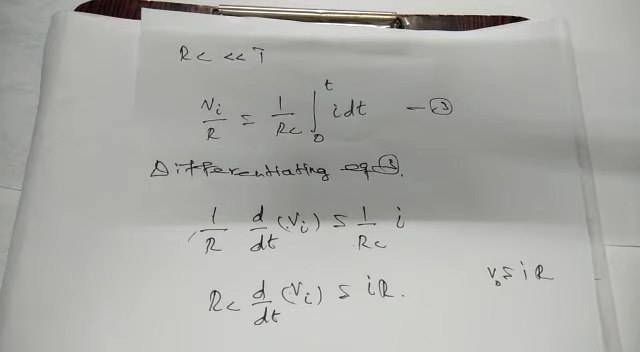 RC << T
Vi/R = 1/RC ∫₀ᵗ i dt — ③
Differentiating eq ③.
1/R d/dt (Vi) = 1/RC i
RC d/dt (Vi) = iR.
V₀ = iR